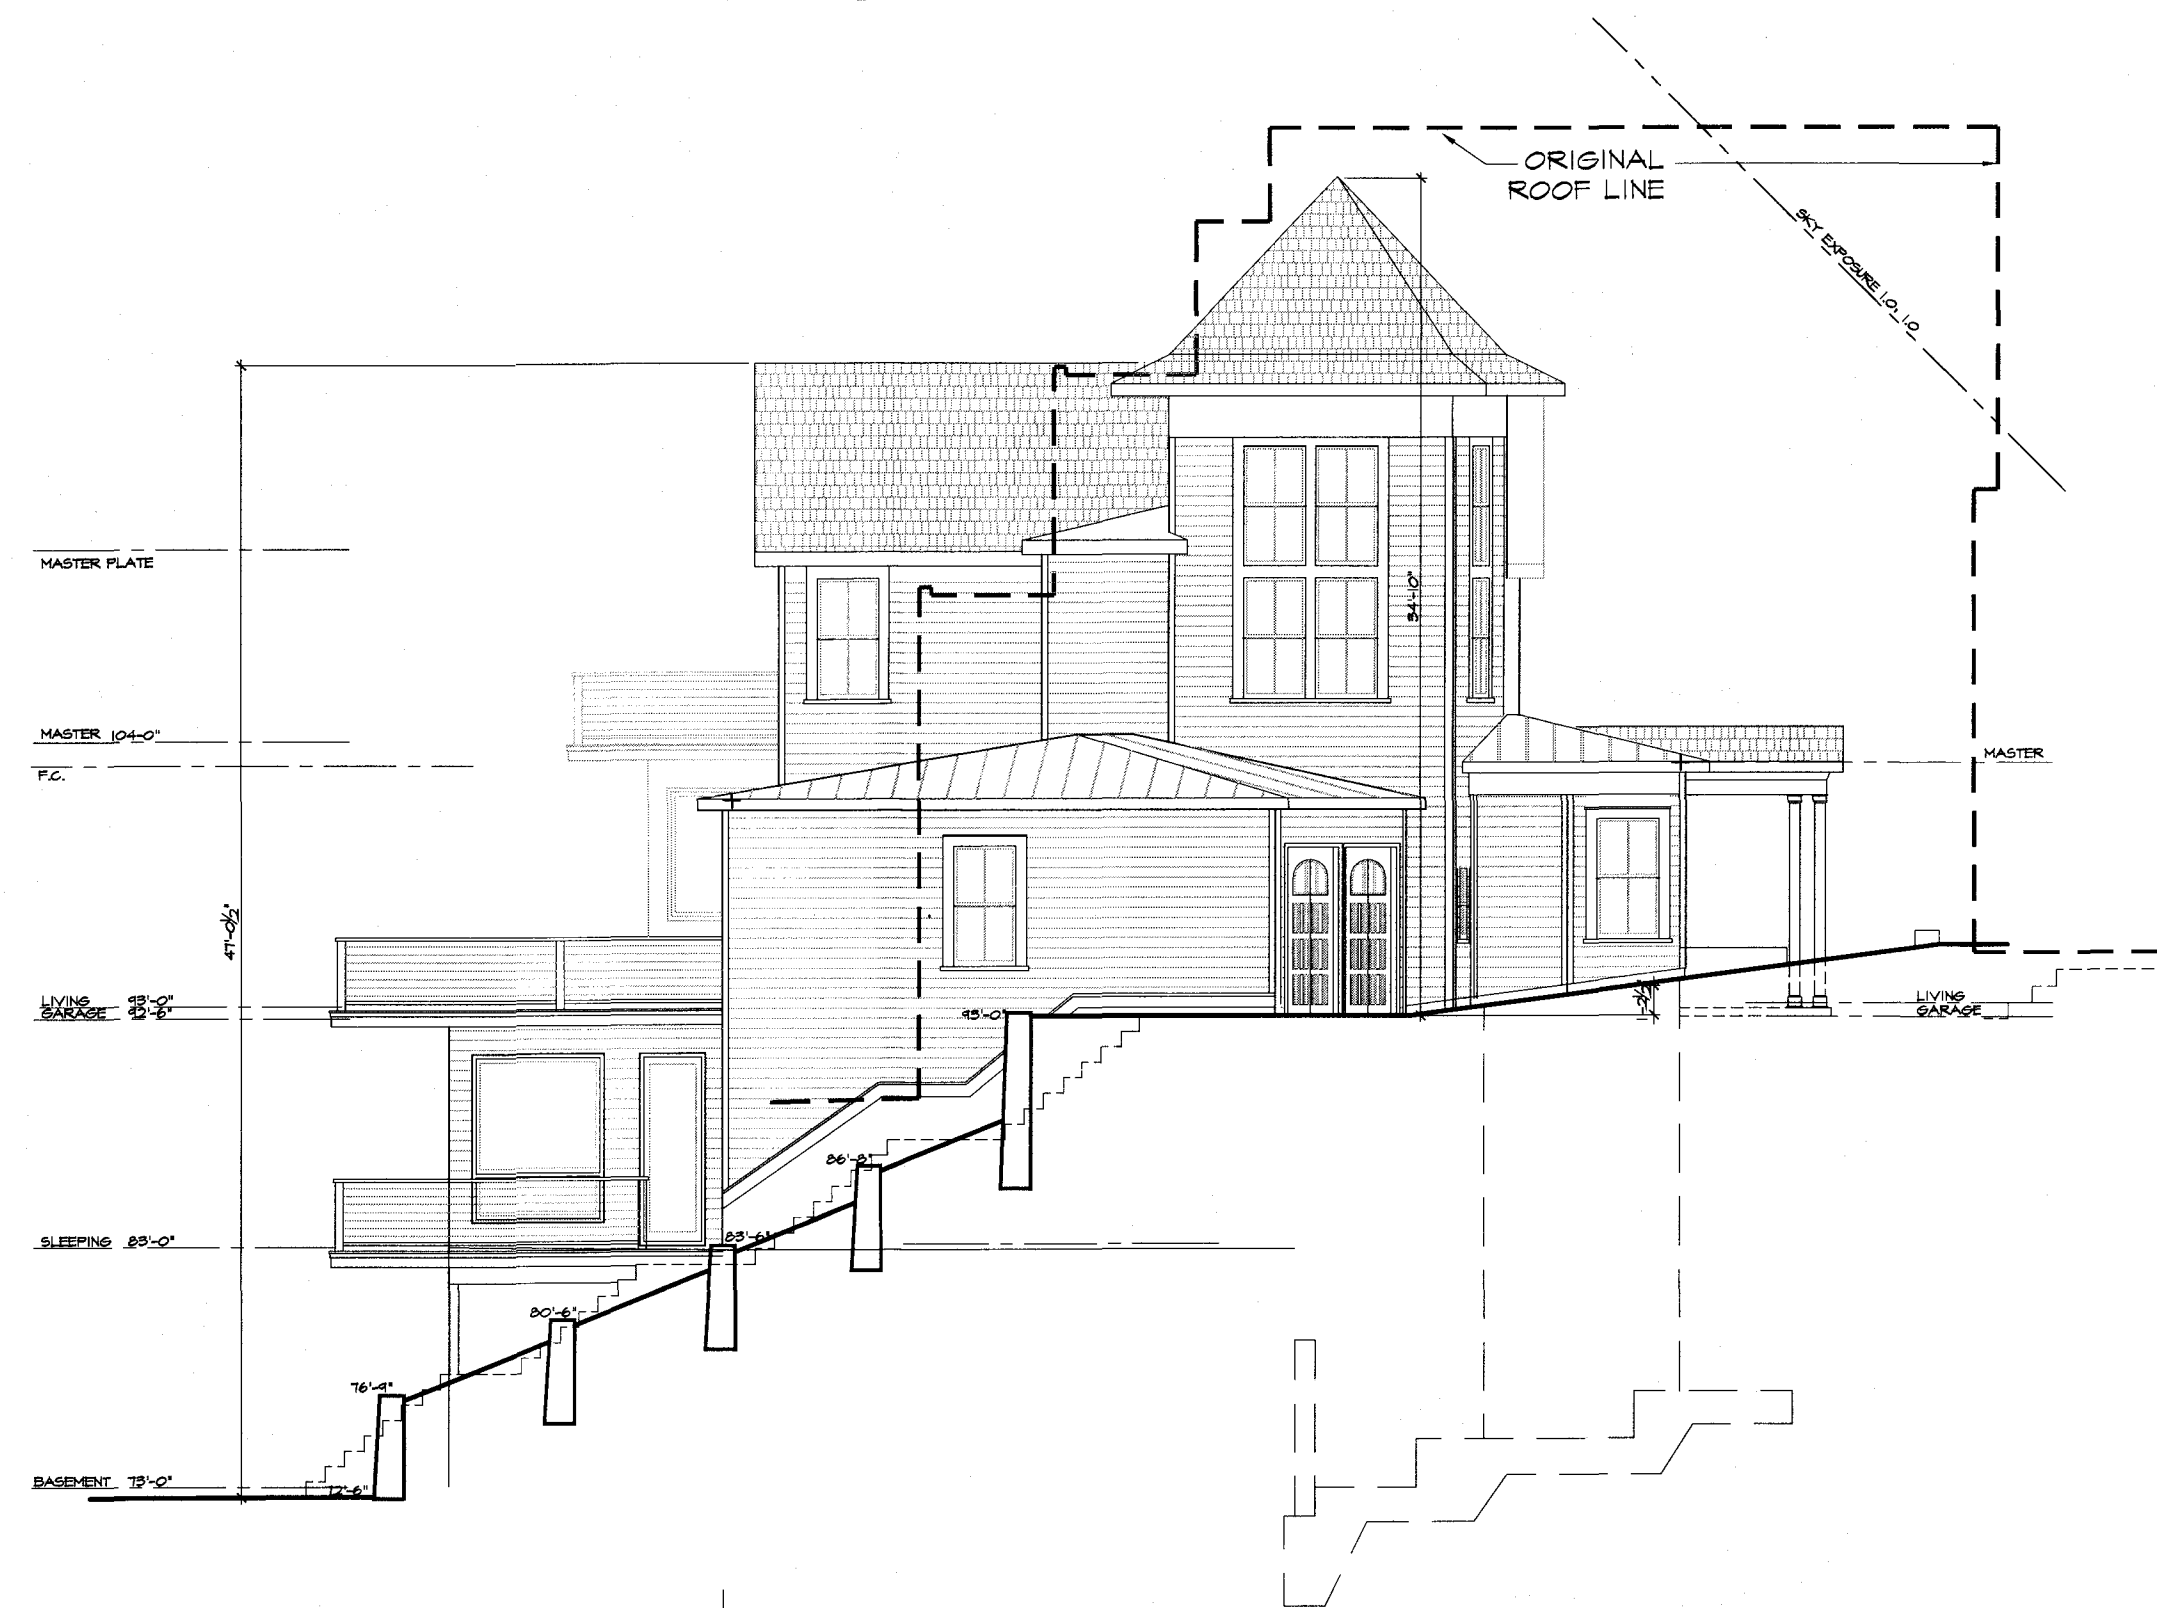 ORIGINAL
ROOF LINE
SKY EXPOSURE 1.0, 1.0
MASTER PLATE
34'-10"
MASTER 104-0"
F.C.
MASTER
47'-0 1/2"
LIVING 93'-0"
GARAGE 92'-6"
93'-0"
LIVING
GARAGE
86'-8"
83'-6"
SLEEPING 83'-0"
80'-6"
76'-9"
BASEMENT 73'-0"
72'-6"